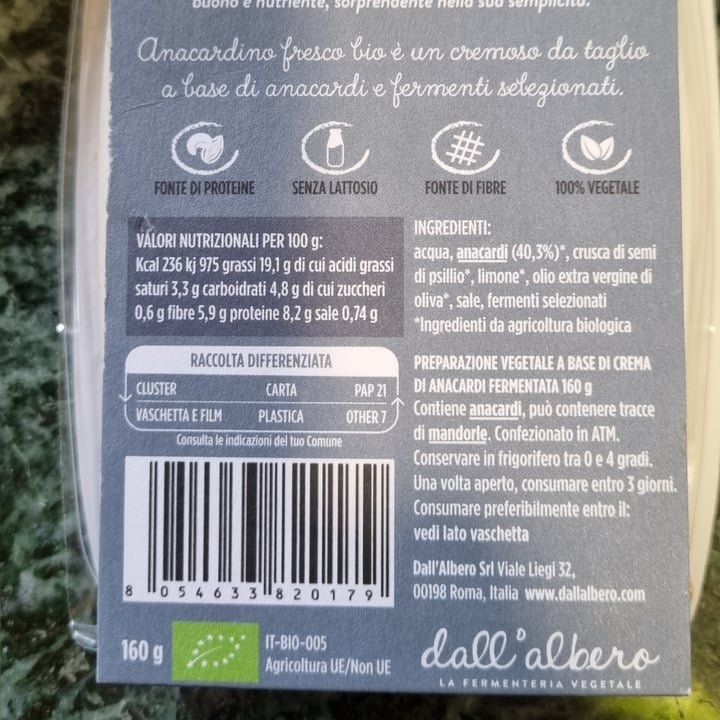 buono e nutriente, sorprendente nella sua semplicità.
Anacardino fresco bio è un cremoso da taglio
a base di anacardi e fermenti selezionati.
FONTE DI PROTEINE
SENZA LATTOSIO
FONTE DI FIBRE
100% VEGETALE
VALORI NUTRIZIONALI PER 100 g:
Kcal 236 kj 975 grassi 19,1 g di cui acidi grassi
saturi 3,3 g carboidrati 4,8 g di cui zuccheri
0,6 g fibre 5,9 g proteine 8,2 g sale 0,74 g
RACCOLTA DIFFERENZIATA
CLUSTER CARTA PAP 21
VASCHETTA E FILM PLASTICA OTHER 7
Consulta le indicazioni del tuo Comune
8 054633 820179
160 g
IT-BIO-005
Agricoltura UE/Non UE
INGREDIENTI:
acqua, anacardi (40,3%)*, crusca di semi
di psillio*, limone*, olio extra vergine di
oliva*, sale, fermenti selezionati
*Ingredienti da agricoltura biologica
PREPARAZIONE VEGETALE A BASE DI CREMA
DI ANACARDI FERMENTATA 160 g
Contiene anacardi, può contenere tracce
di mandorle. Confezionato in ATM.
Conservare in frigorifero tra 0 e 4 gradi.
Una volta aperto, consumare entro 3 giorni.
Consumare preferibilmente entro il:
vedi lato vaschetta
Dall'Albero Srl Viale Liegi 32,
00198 Roma, Italia www.dallalbero.com
dall'albero
LA FERMENTERIA VEGETALE